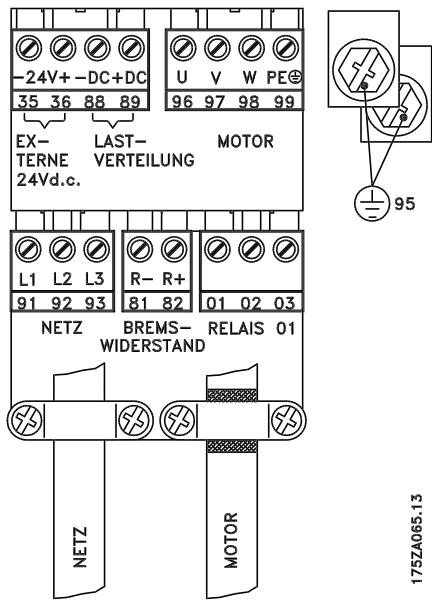 -24V+ -DC+DC
35 36 88 89
U V W PE
96 97 98 99
EX-
TERNE
24Vd.c.
LAST-
VERTEILUNG
MOTOR
95
L1 L2 L3
91 92 93
R- R+
81 82
01 02 03
NETZ
BREMS-
WIDERSTAND
RELAIS 01
NETZ
MOTOR
175ZA065.13